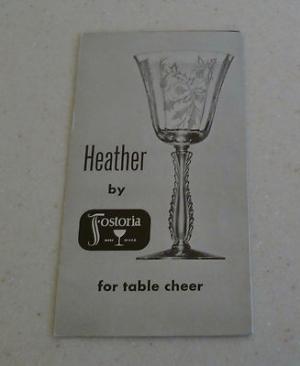 Heather
by
Fostoria
for table cheer